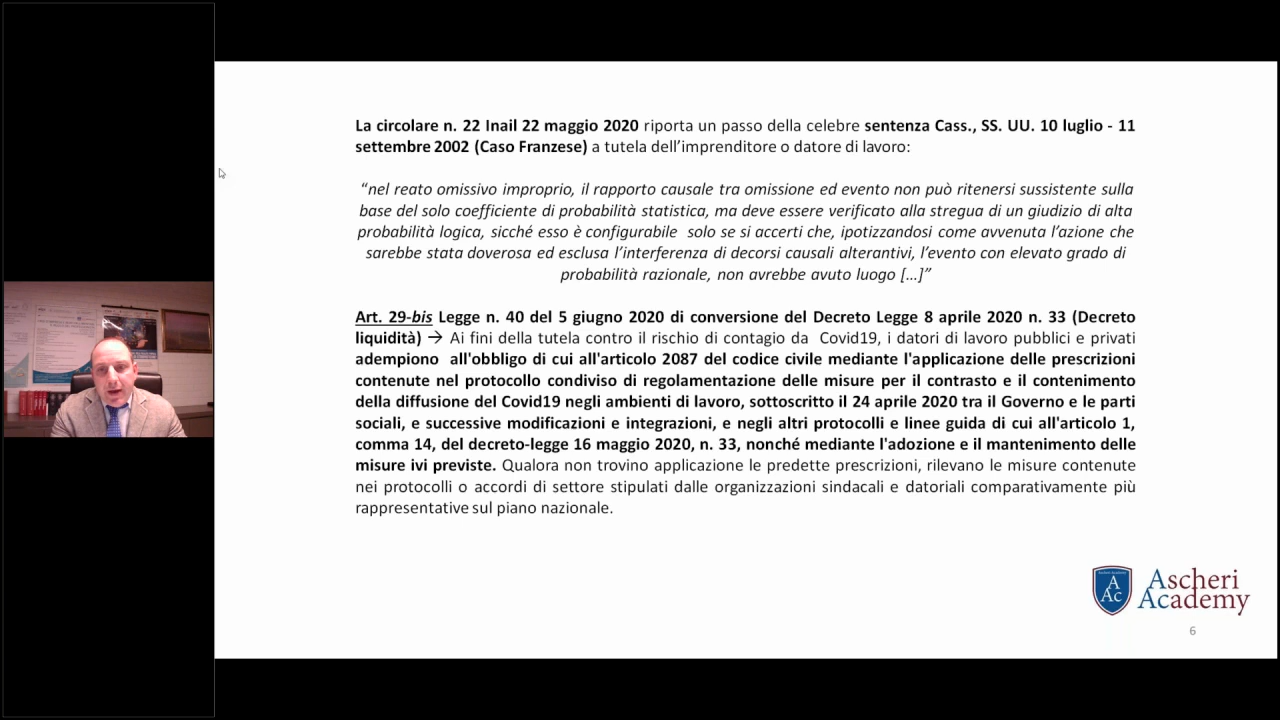 La circolare n. 22 Inail 22 maggio 2020 riporta un passo della celebre sentenza Cass., SS. UU. 10 luglio - 11
settembre 2002 (Caso Franzese) a tutela dell'imprenditore o datore di lavoro:
"nel reato omissivo improprio, il rapporto causale tra omissione ed evento non può ritenersi sussistente sulla
base del solo coefficiente di probabilità statistica, ma deve essere verificato alla stregua di un giudizio di alta
probabilità logica, sicché esso è configurabile solo se si accerti che, ipotizzandosi come avvenuta l'azione che
sarebbe stata doverosa ed esclusa l'interferenza di decorsi causali alterantivi, l'evento con elevato grado di
probabilità razionale, non avrebbe avuto luogo [...]"
Art. 29-bis Legge n. 40 del 5 giugno 2020 di conversione del Decreto Legge 8 aprile 2020 n. 33 (Decreto
liquidità) → Ai fini della tutela contro il rischio di contagio da Covid19, i datori di lavoro pubblici e privati
adempiono all'obbligo di cui all'articolo 2087 del codice civile mediante l'applicazione delle prescrizioni
contenute nel protocollo condiviso di regolamentazione delle misure per il contrasto e il contenimento
della diffusione del Covid19 negli ambienti di lavoro, sottoscritto il 24 aprile 2020 tra il Governo e le parti
sociali, e successive modificazioni e integrazioni, e negli altri protocolli e linee guida di cui all'articolo 1,
comma 14, del decreto-legge 16 maggio 2020, n. 33, nonché mediante l'adozione e il mantenimento delle
misure ivi previste. Qualora non trovino applicazione le predette prescrizioni, rilevano le misure contenute
nei protocolli o accordi di settore stipulati dalle organizzazioni sindacali e datoriali comparativamente più
rappresentative sul piano nazionale.
A
Ac
Ascheri
Academy
6